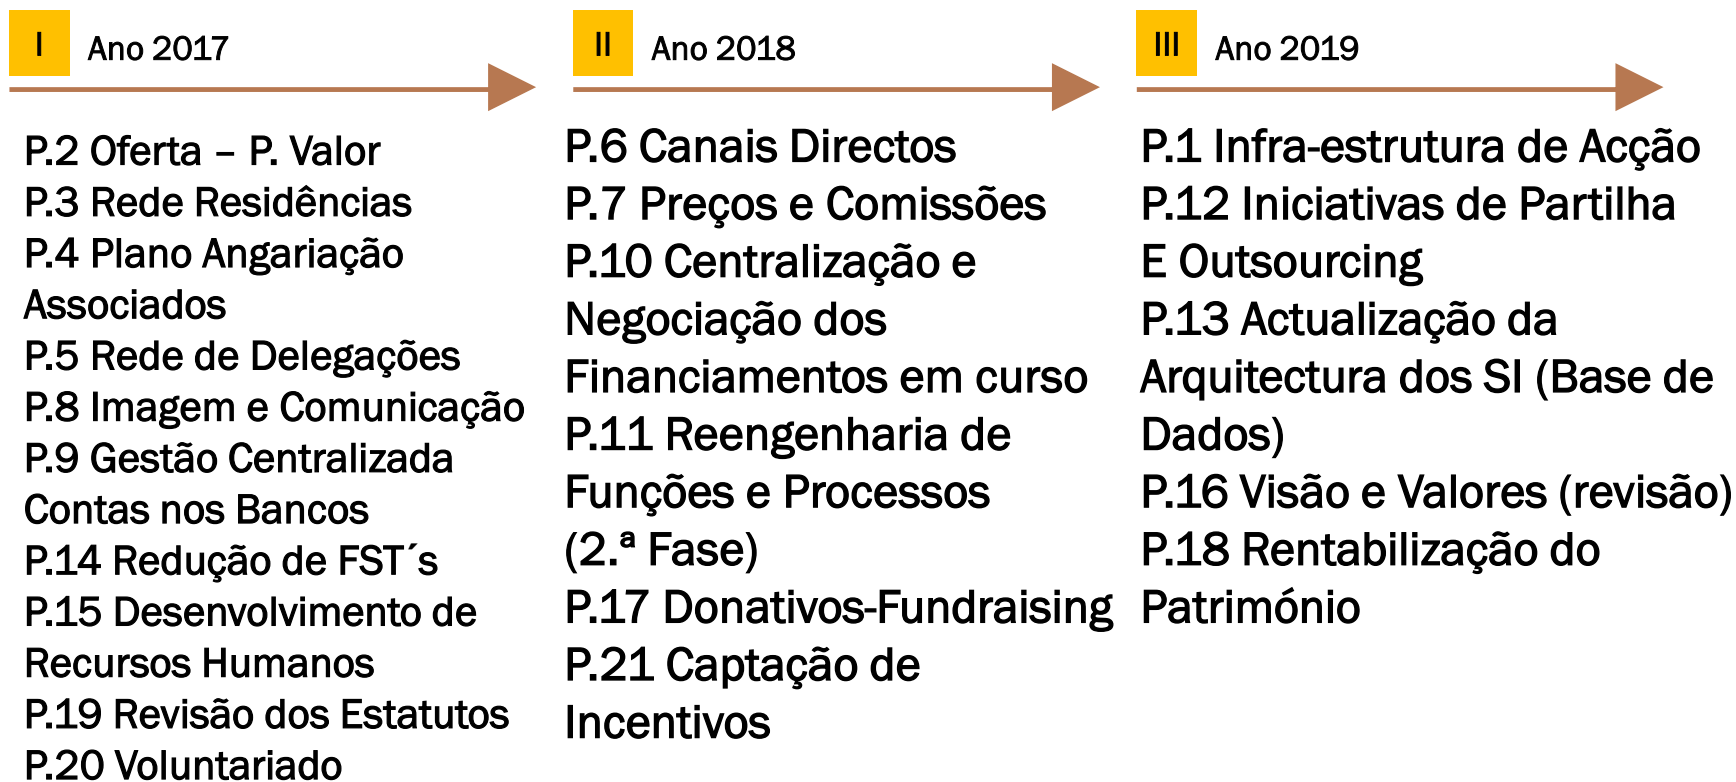 I
Ano 2017
P.2 Oferta – P. Valor
P.3 Rede Residências
P.4 Plano Angariação
Associados
P.5 Rede de Delegações
P.8 Imagem e Comunicação
P.9 Gestão Centralizada
Contas nos Bancos
P.14 Redução de FST´s
P.15 Desenvolvimento de
Recursos Humanos
P.19 Revisão dos Estatutos
P.20 Voluntariado
II
Ano 2018
P.6 Canais Directos
P.7 Preços e Comissões
P.10 Centralização e
Negociação dos
Financiamentos em curso
P.11 Reengenharia de
Funções e Processos
(2.ª Fase)
P.17 Donativos-Fundraising
P.21 Captação de
Incentivos
III
Ano 2019
P.1 Infra-estrutura de Acção
P.12 Iniciativas de Partilha
E Outsourcing
P.13 Actualização da
Arquitectura dos SI (Base de
Dados)
P.16 Visão e Valores (revisão)
P.18 Rentabilização do
Património